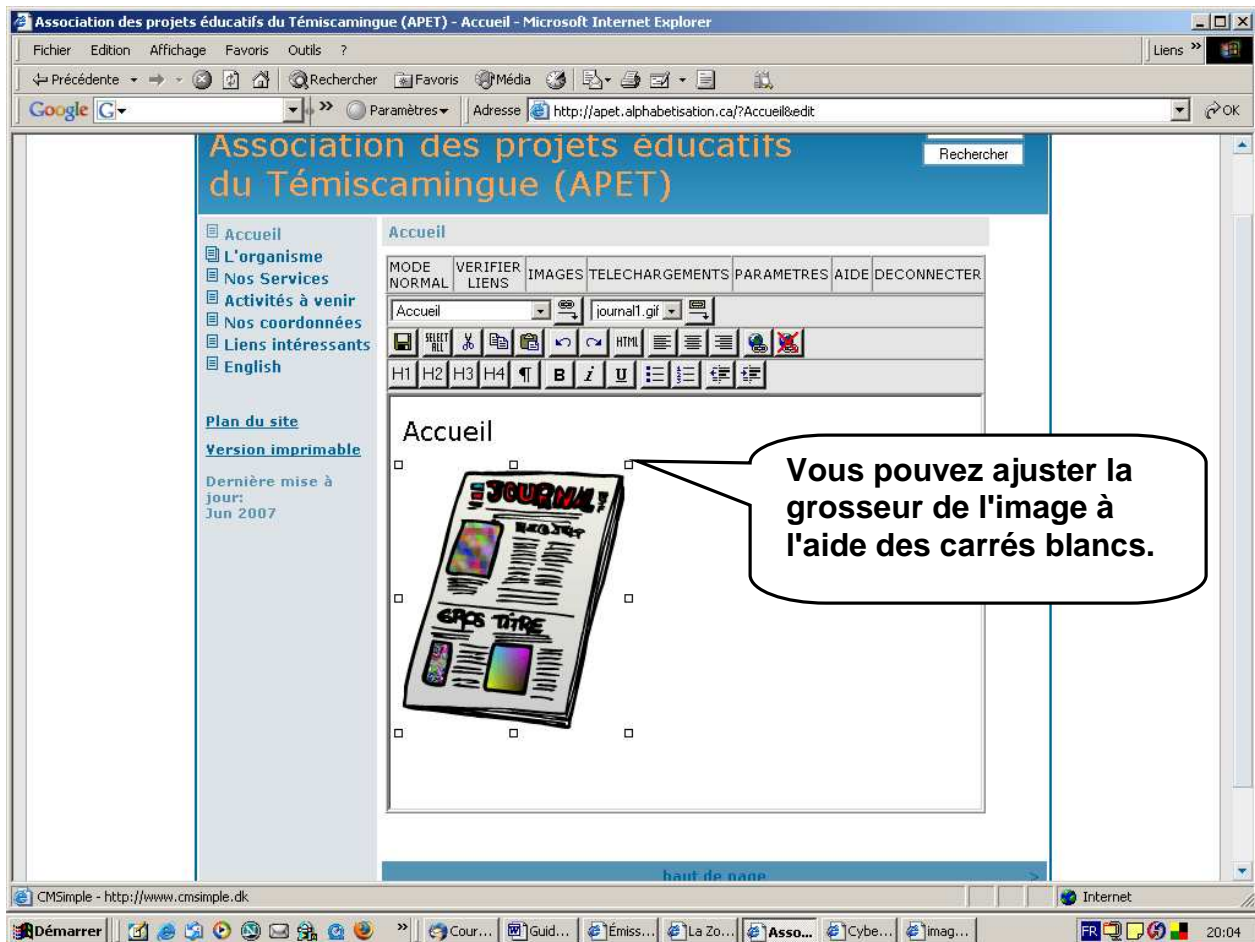 Association des projets éducatifs du Témiscamingue (APET) - Accueil - Microsoft Internet Explorer
Fichier Edition Affichage Favoris Outils ?
Liens »
Précédente Rechercher Favoris Média
Google G Paramètres Adresse http://apet.alphabetisation.ca/?Accueil&edit OK
Association des projets éducatifs
du Témiscamingue (APET)
Rechercher
Accueil
L'organisme
Nos Services
Activités à venir
Nos coordonnées
Liens intéressants
English
Plan du site
Version imprimable
Dernière mise à
jour:
Jun 2007
Accueil
MODE NORMAL VERIFIER LIENS IMAGES TELECHARGEMENTS PARAMETRES AIDE DECONNECTER
Accueil journal1.gif
SELECT ALL HTML
H1 H2 H3 H4 ¶ B i U
Accueil
JOURNAL
GROS TITRE
Vous pouvez ajuster la
grosseur de l'image à
l'aide des carrés blancs.
haut de page >
CMSimple - http://www.cmsimple.dk Internet
Démarrer » Cour... Guid... Émiss... La Zo... Asso... Cybe... imag... FR 20:04